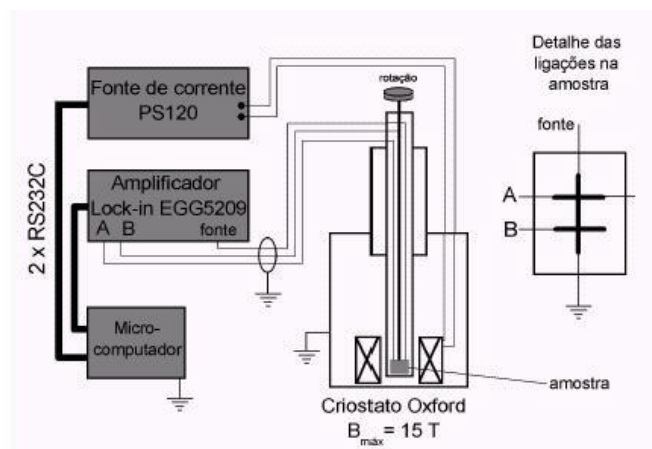 Fonte de corrente
PS120
Amplificador
Lock-in EGG5209
A B fonte
2 x RS232C
Micro-
computador
rotação
amostra
Criostato Oxford
Bmáx = 15 T
Detalhe das
ligações na
amostra
fonte
A
B